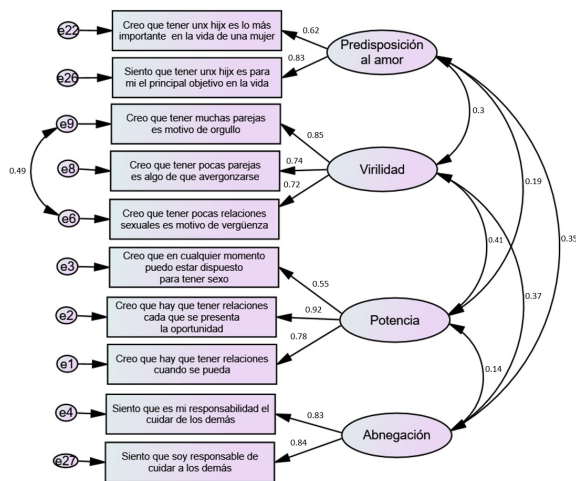 e22
Creo que tener unx hijx es lo más
importante en la vida de una mujer
0.62
Predisposición
al amor
e26
Siento que tener unx hijx es para
mi el principal objetivo en la vida
0.83
0.3
e9
Creo que tener muchas parejas
es motivo de orgullo
0.85
0.49
e8
Creo que tener pocas parejas
es algo de que avergonzarse
0.74
Virilidad
0.19
e6
Creo que tener pocas relaciones
sexuales es motivo de vergüenza
0.72
0.41
0.35
e3
Creo que en cualquier momento
puedo estar dispuesto
para tener sexo
0.55
0.37
e2
Creo que hay que tener relaciones
cada que se presenta
la oportunidad
0.92
Potencia
e1
Creo que hay que tener relaciones
cuando se pueda
0.78
0.14
e4
Siento que es mi responsabilidad el
cuidar de los demás
0.83
Abnegación
e27
Siento que soy responsable de
cuidar a los demás
0.84